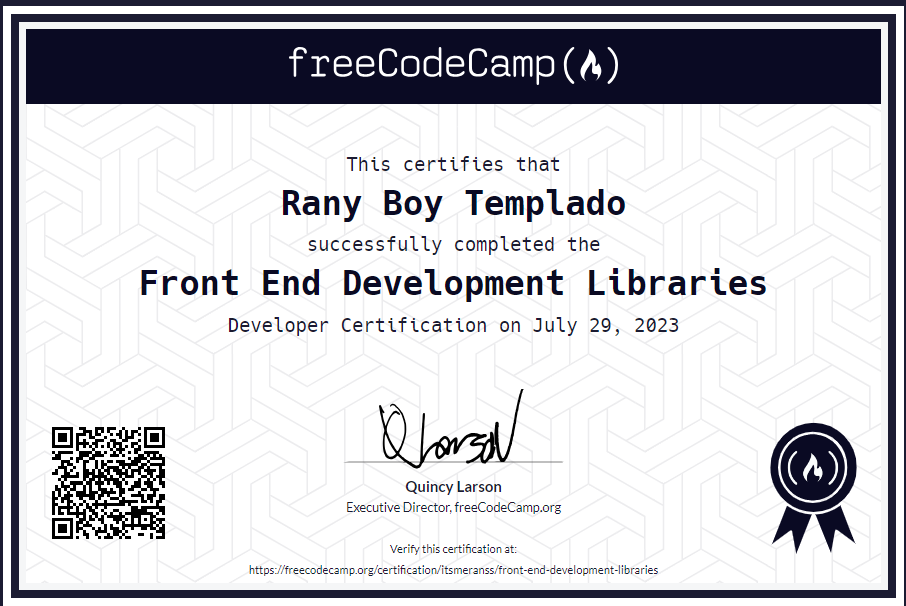 freeCodeCamp
This certifies that
Rany Boy Templado
successfully completed the
Front End Development Libraries
Developer Certification on July 29, 2023
QLarson
Quincy Larson
Executive Director, freeCodeCamp.org
Verify this certification at:
https://freecodecamp.org/certification/itsmeranss/front-end-development-libraries